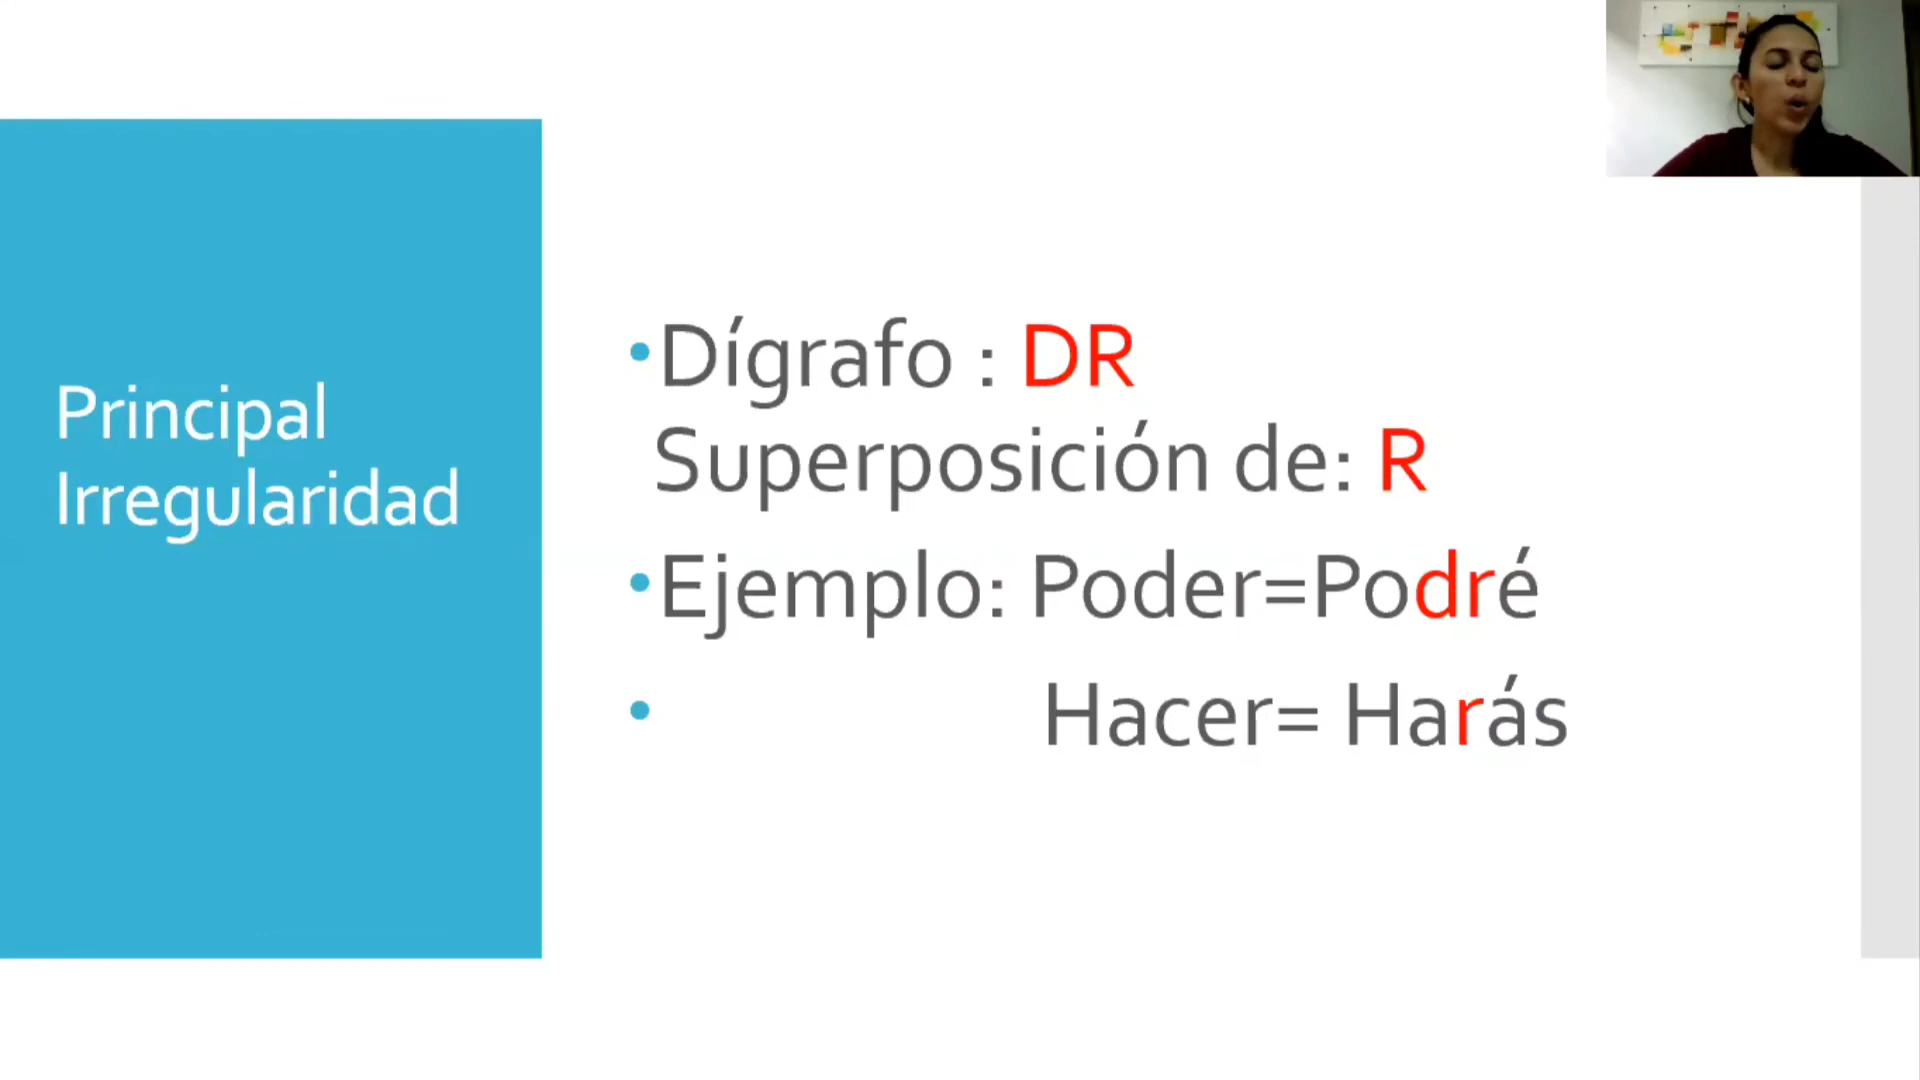 Principal
Irregularidad
•Dígrafo : DR
Superposición de: R
•Ejemplo: Poder=Podré
• Hacer= Harás